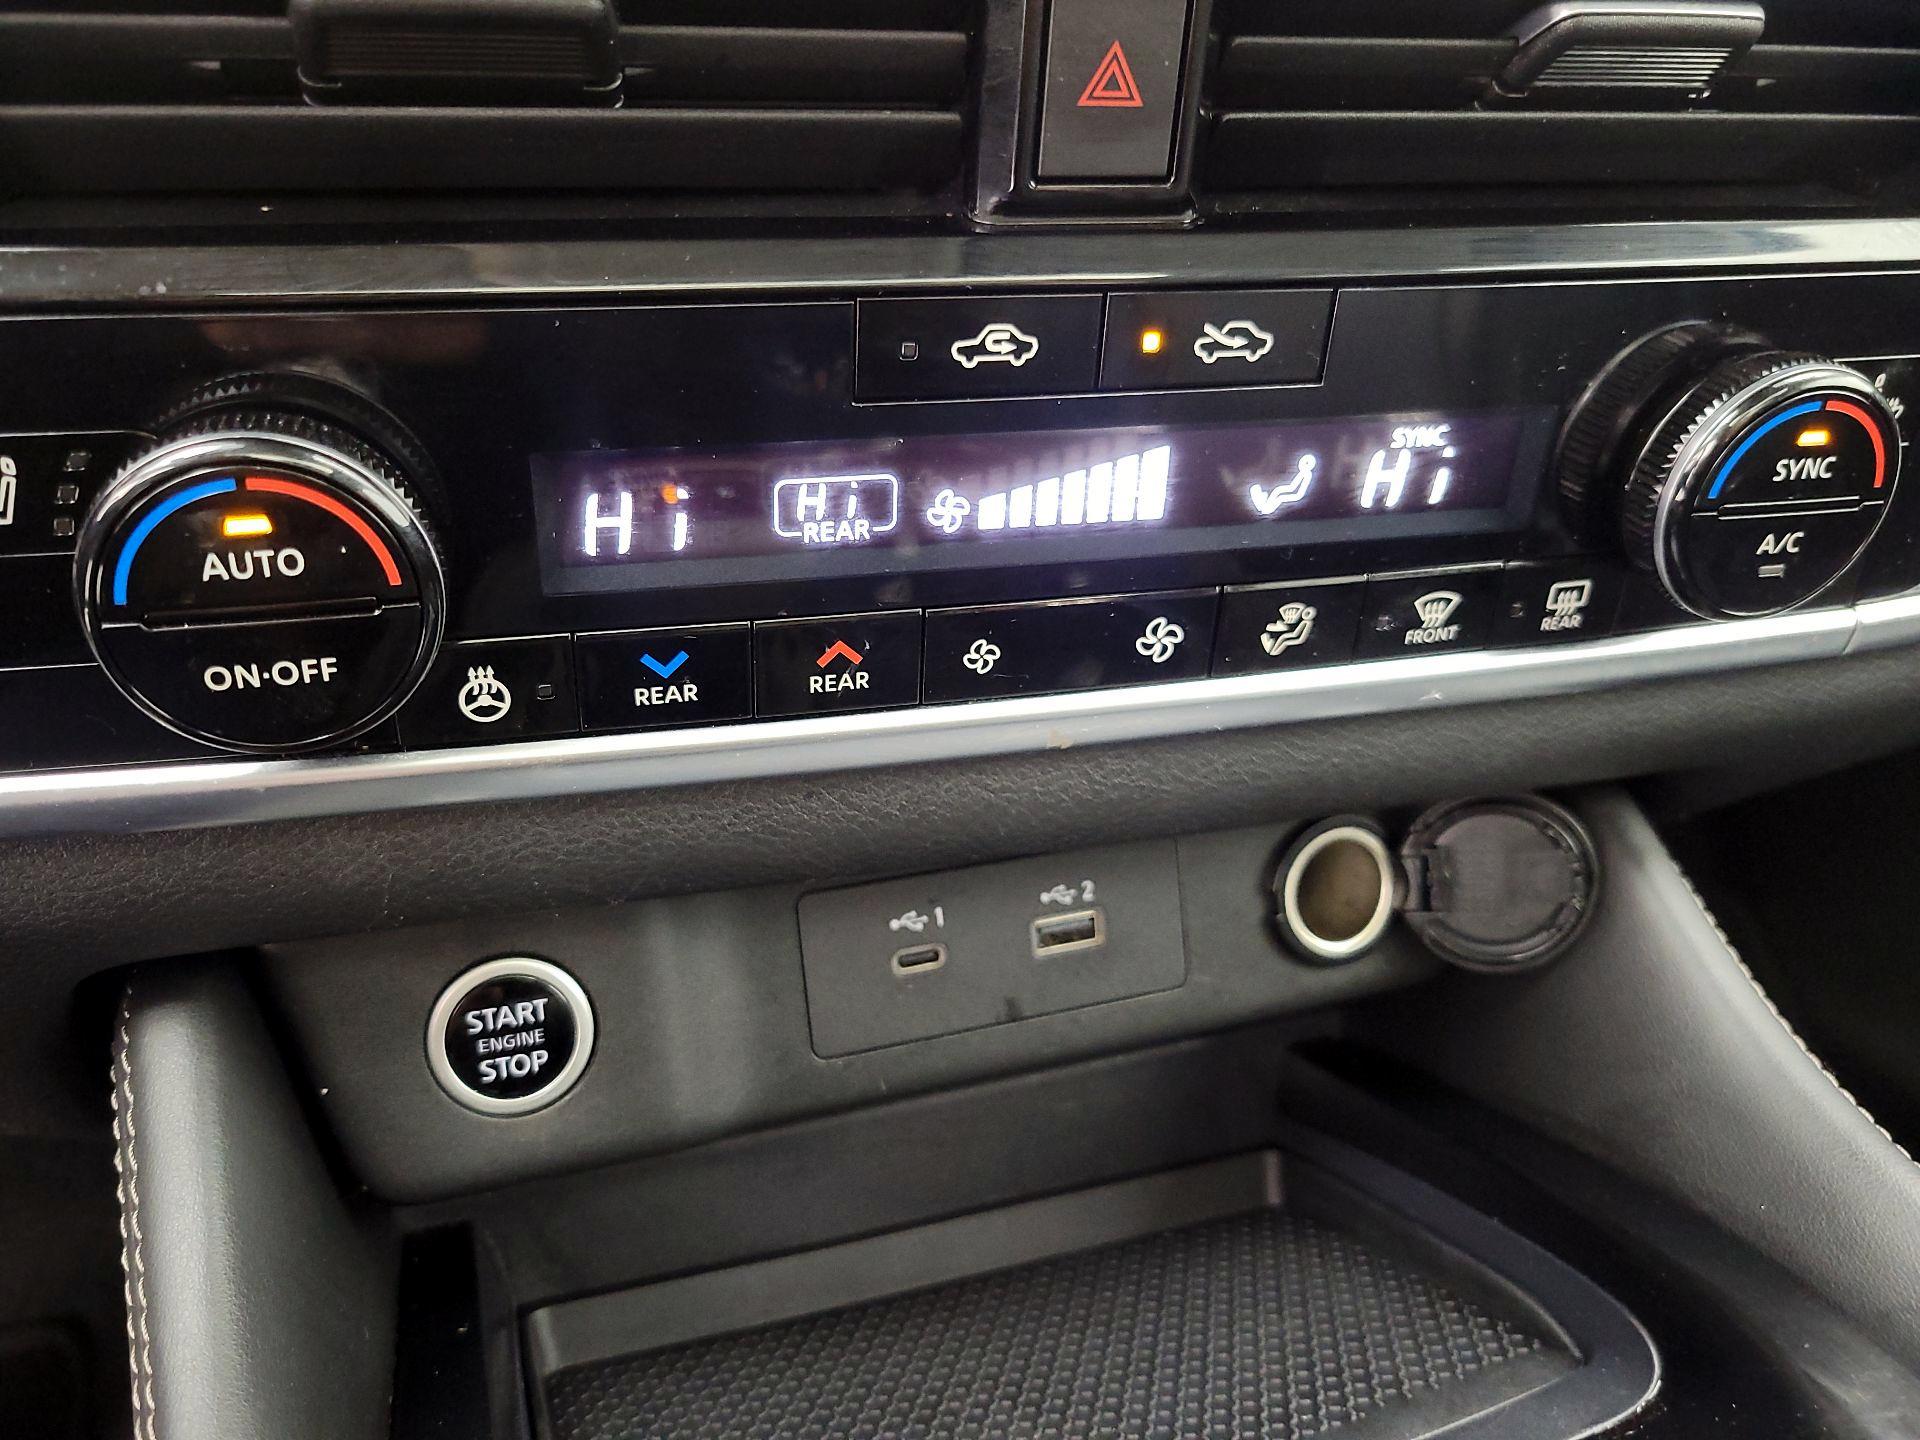 SYNC
Hi
Hi
REAR
Hi
SYNC
A/C
AUTO
ON·OFF
REAR
REAR
FRONT
REAR
1
2
START
ENGINE
STOP